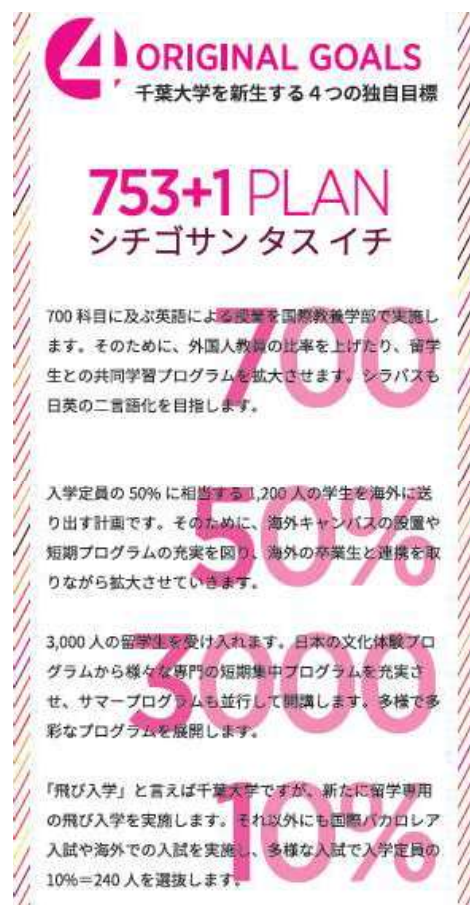 4 ORIGINAL GOALS
千葉大学を新生する4つの独自目標
753+1 PLAN
シチゴサン タス イチ
700
700 科目に及ぶ英語による授業を国際教養学部で実施し
ます。そのために、外国人教員の比率を上げたり、留学
生との共同学習プログラムを拡大させます。シラバスも
日英の二言語化を目指します。
50%
入学定員の 50% に相当する 1,200 人の学生を海外に送
り出す計画です。そのために、海外キャンパスの設置や
短期プログラムの充実を図り、海外の卒業生と連携を取
りながら拡大させていきます。
3000
3,000 人の留学生を受け入れます。日本の文化体験プロ
グラムから様々な専門の短期集中プログラムを充実さ
せ、サマープログラムも並行して開講します。多様で多
彩なプログラムを展開します。
10%
「飛び入学」と言えば千葉大学ですが、新たに留学専用
の飛び入学を実施します。それ以外にも国際バカロレア
入試や海外での入試を実施し、多様な入試で入学定員の
10%＝240 人を選抜します。